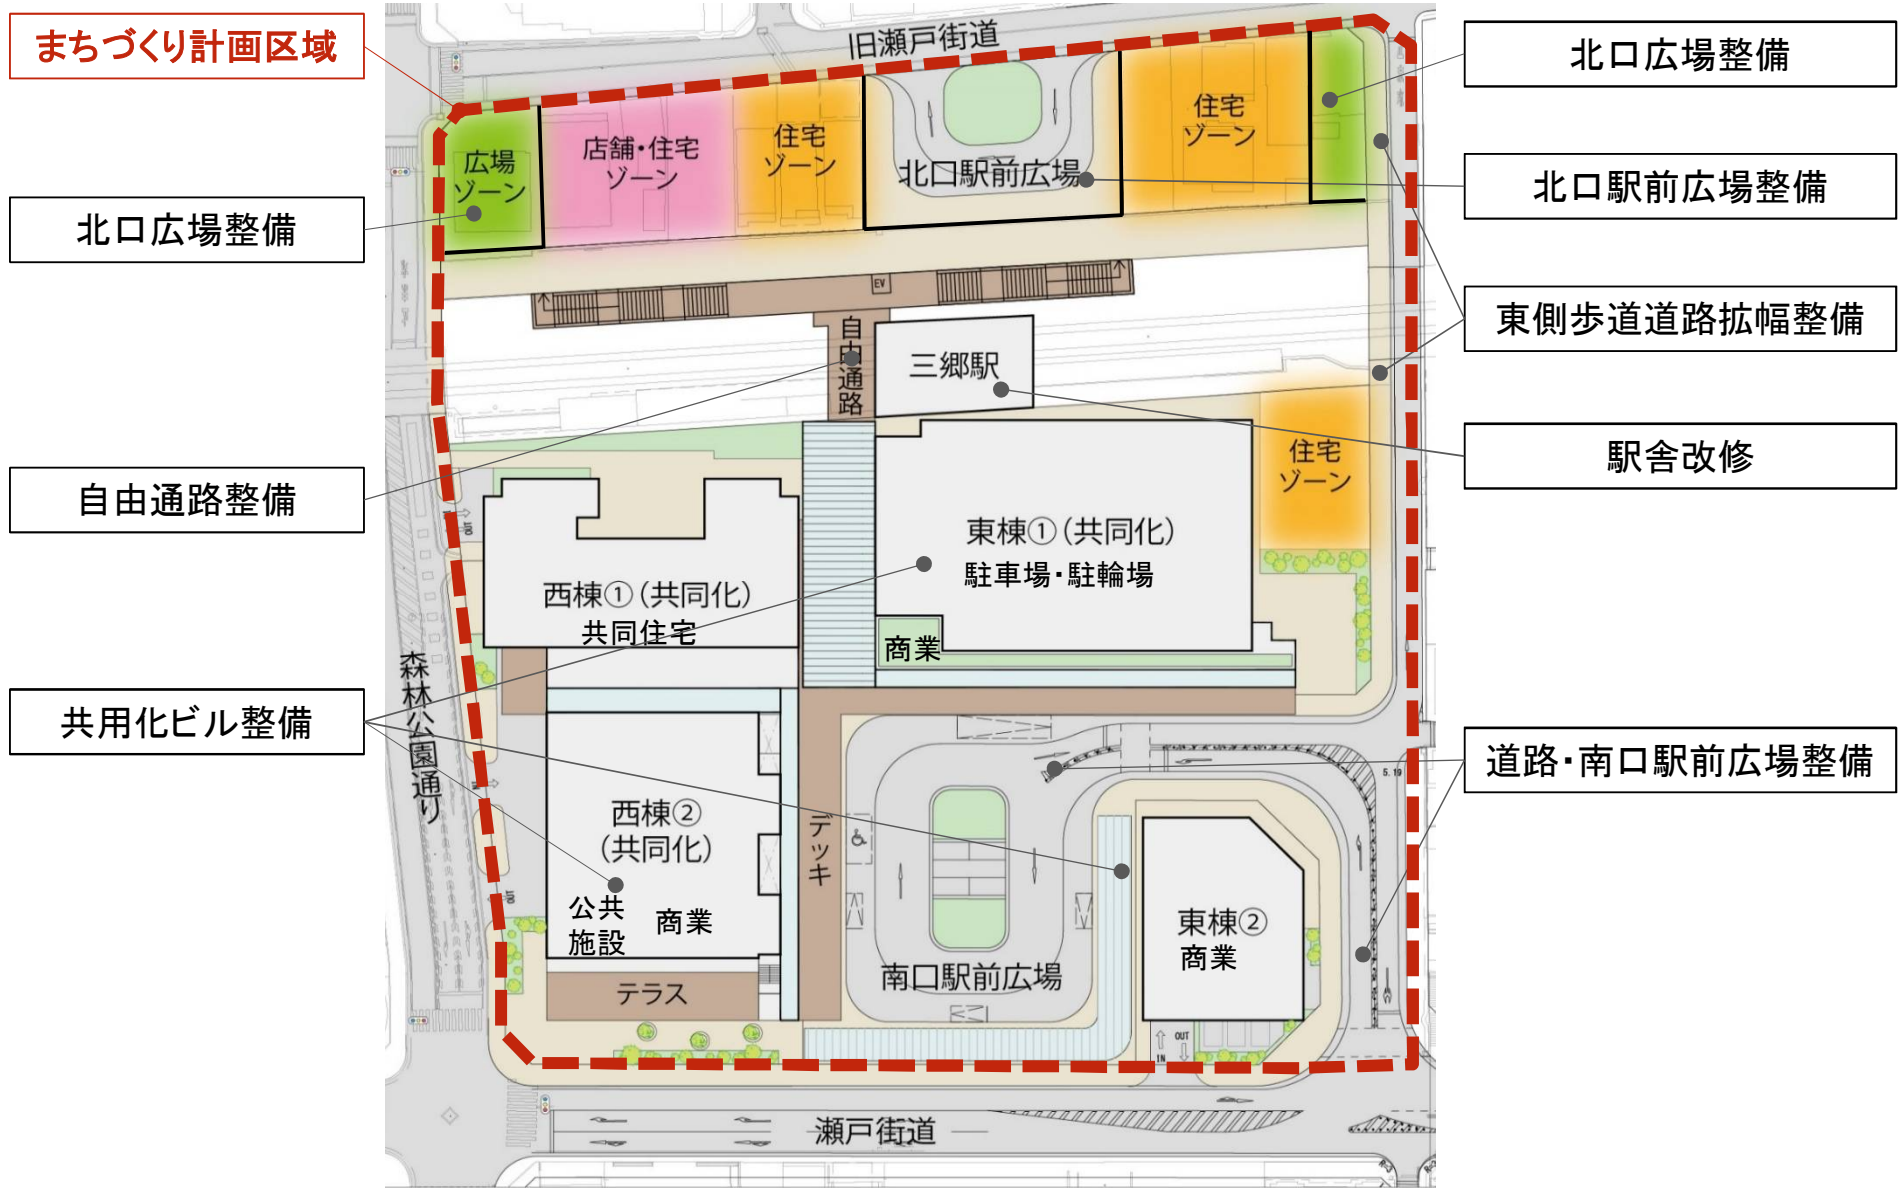 まちづくり計画区域
旧瀬戸街道
北口広場整備
広場
ゾーン
店舗・住宅
ゾーン
住宅
ゾーン
北口駅前広場
住宅
ゾーン
北口駅前広場整備
北口広場整備
EV
東側歩道道路拡幅整備
自由通路
三郷駅
駅舎改修
住宅
ゾーン
自由通路整備
OUT
東棟①(共同化)
駐車場・駐輪場
西棟①(共同化)
共同住宅
商業
森林公園通り
共用化ビル整備
道路・南口駅前広場整備
5.19
IN
西棟②
(共同化)
デッキ
公共
施設
商業
OUT
東棟②
商業
南口駅前広場
テラス
OUT
IN
瀬戸街道